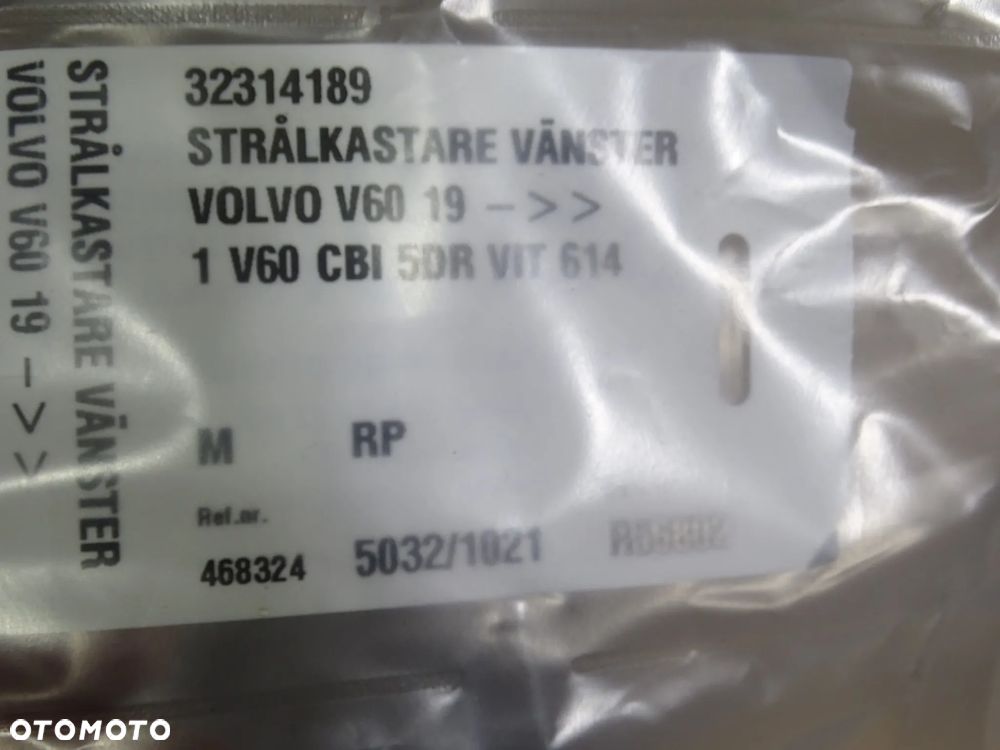 32314189
STRÅLKASTARE VÄNSTER
VOLVO V60 19 –>>
1 V60 CBI 5DR VIT 614
M RP
Ref.nr.
468324 5032/1021
STRÅLKASTARE VÄNSTER
VOLVO V60 19 –>>
OTOMOTO